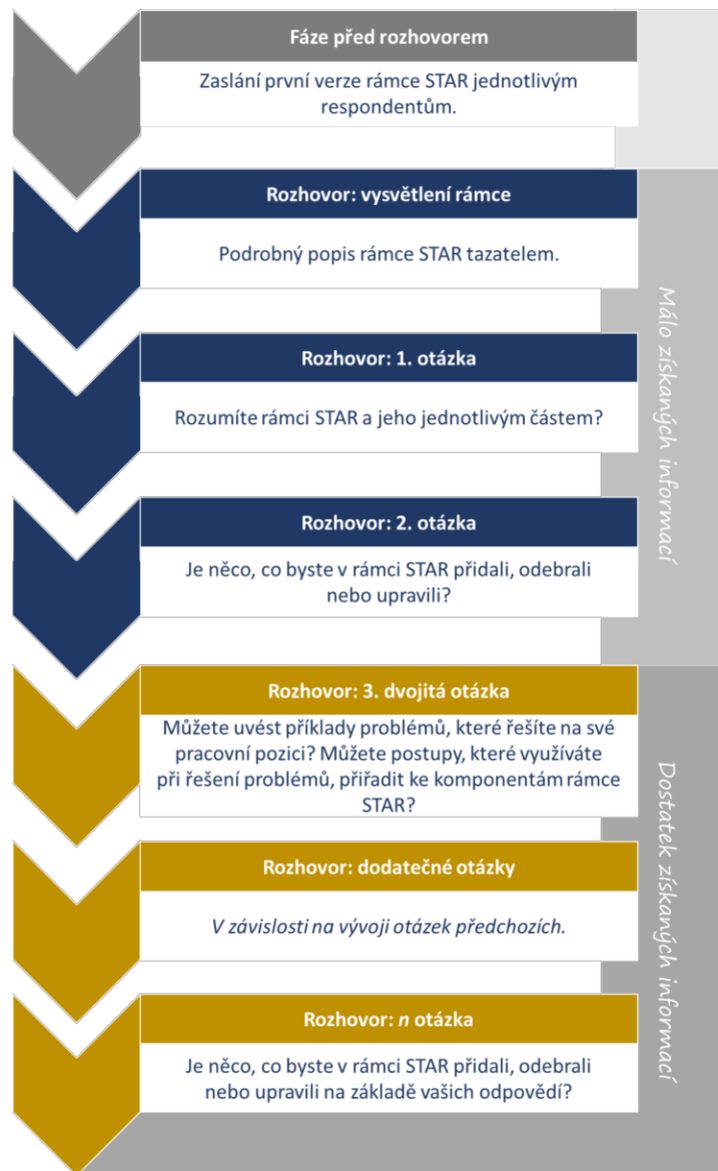 Fáze před rozhovorem
Zaslání první verze rámce STAR jednotlivým
respondentům.
Rozhovor: vysvětlení rámce
Podrobný popis rámce STAR tazatelem.
Rozhovor: 1. otázka
Rozumíte rámci STAR a jeho jednotlivým částem?
Rozhovor: 2. otázka
Je něco, co byste v rámci STAR přidali, odebrali
nebo upravili?
Málo získaných informací
Rozhovor: 3. dvojitá otázka
Můžete uvést příklady problémů, které řešíte na své
pracovní pozici? Můžete postupy, které využíváte
při řešení problémů, přiřadit ke komponentám rámce
STAR?
Rozhovor: dodatečné otázky
V závislosti na vývoji otázek předchozích.
Rozhovor: n otázka
Je něco, co byste v rámci STAR přidali, odebrali
nebo upravili na základě vašich odpovědí?
Dostatek získaných informací